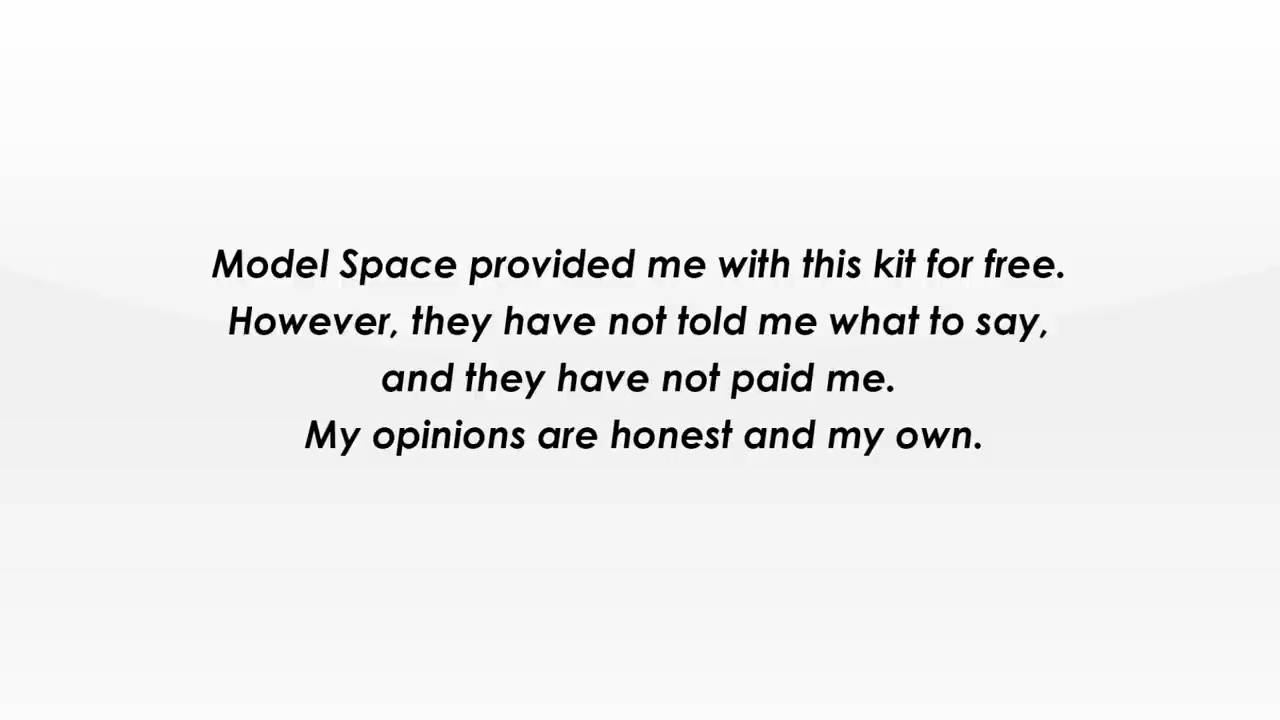 Model Space provided me with this kit for free.
However, they have not told me what to say,
and they have not paid me.
My opinions are honest and my own.